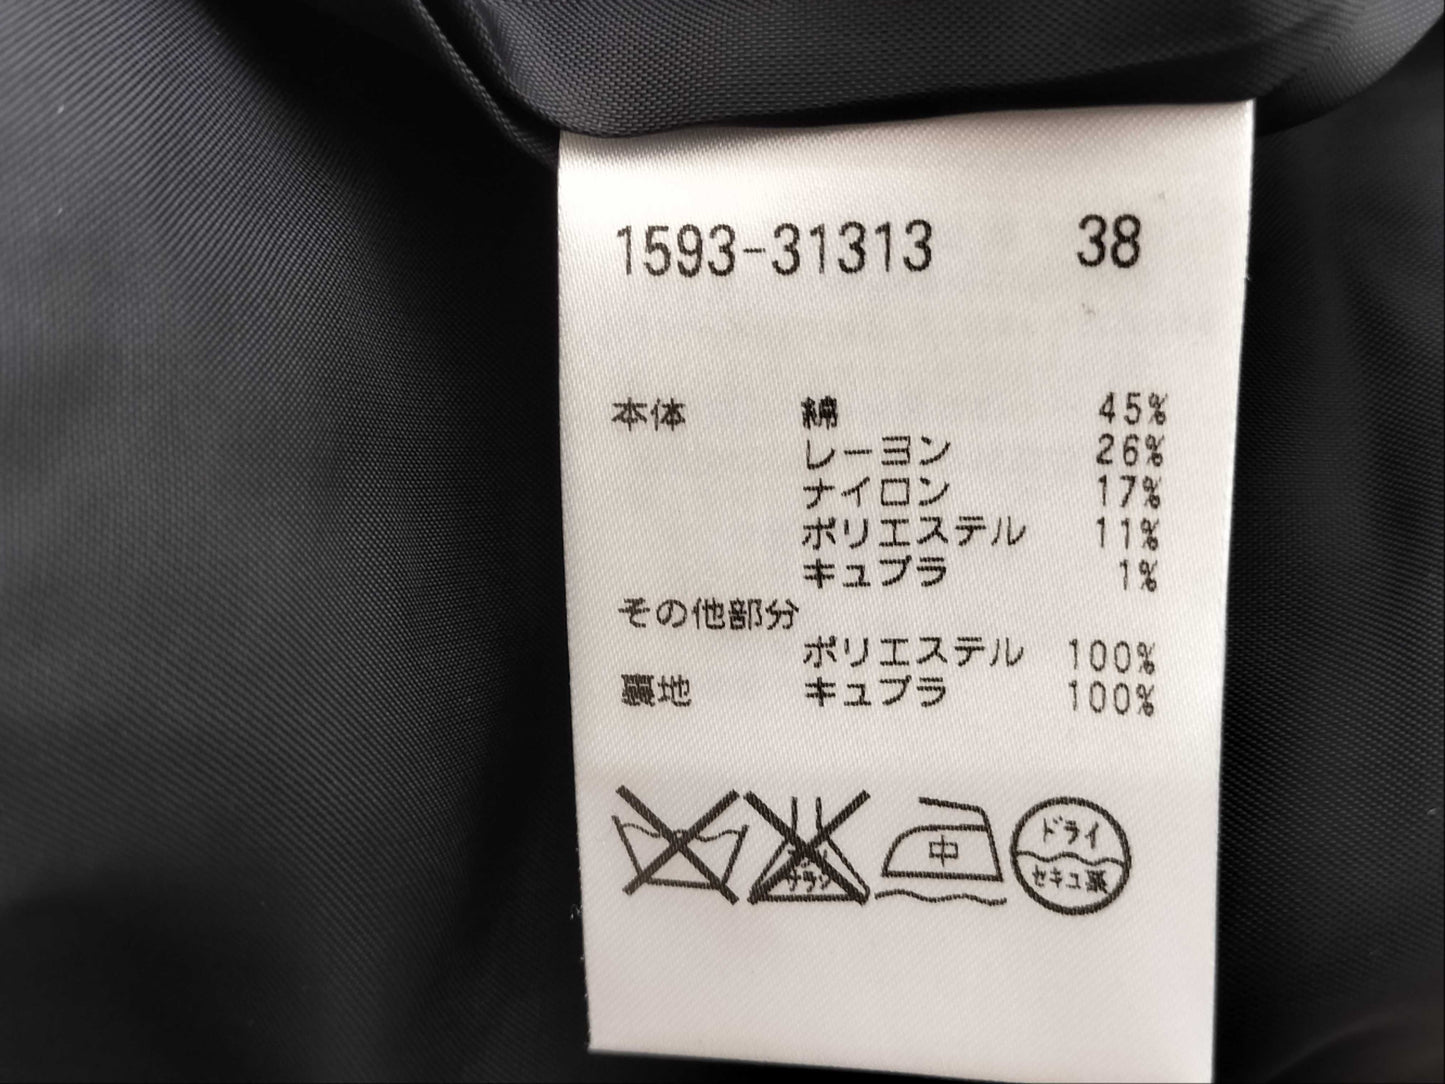 1593-31313 38
本体 綿 45%
レーヨン 26%
ナイロン 17%
ポリエステル 11%
キュプラ 1%
その他部分
ポリエステル 100%
裏地 キュプラ 100%
中
ドライ
セキユ系